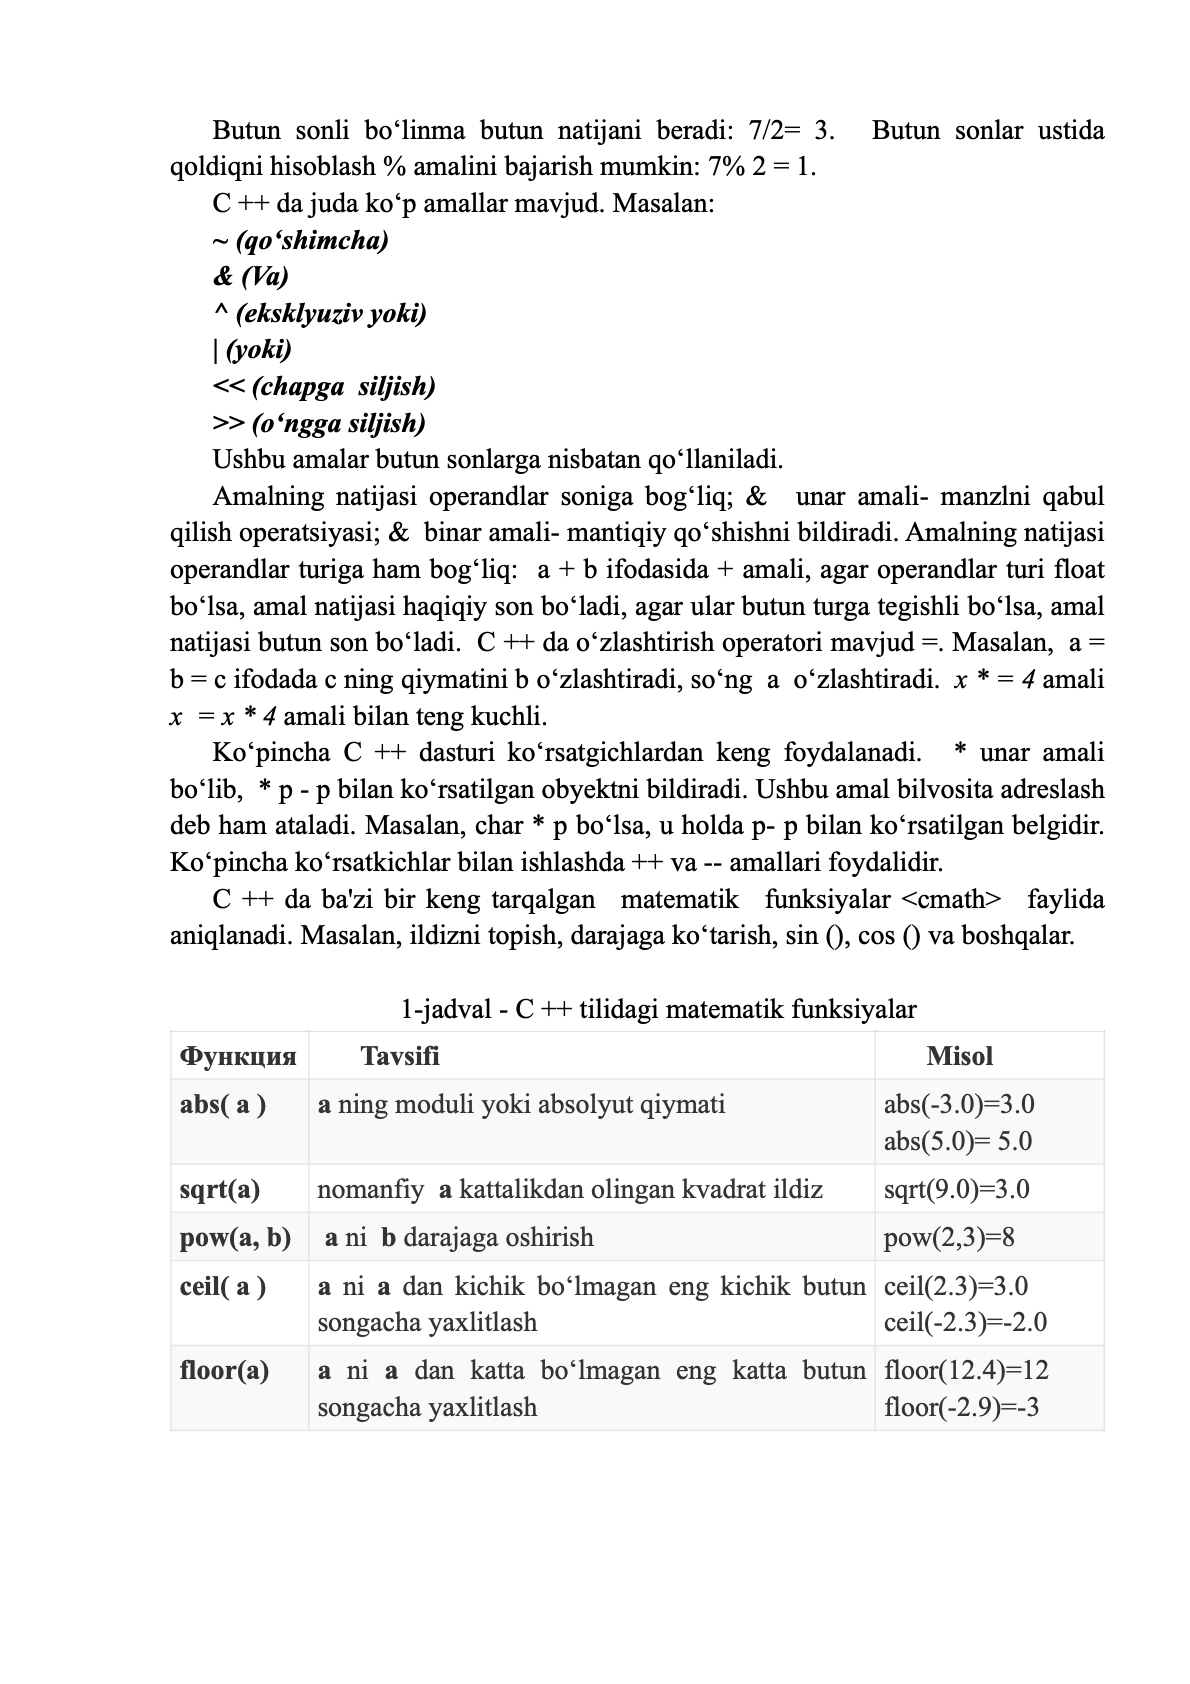 Butun sonli bo‘linma butun natijani beradi: 7/2= 3. Butun sonlar ustida
qoldiqni hisoblash % amalini bajarish mumkin: 7% 2 = 1.
C ++ da juda ko‘p amallar mavjud. Masalan:
~ (qo‘shimcha)
& (Va)
^ (eksklyuziv yoki)
| (yoki)
<< (chapga siljish)
>> (o‘ngga siljish)
Ushbu amalar butun sonlarga nisbatan qo‘llaniladi.
Amalning natijasi operandlar soniga bog‘liq; & unar amali- manzlni qabul
qilish operatsiyasi; & binar amali- mantiqiy qo‘shishni bildiradi. Amalning natijasi
operandlar turiga ham bog‘liq: a + b ifodasida + amali, agar operandlar turi float
bo‘lsa, amal natijasi haqiqiy son bo‘ladi, agar ular butun turga tegishli bo‘lsa, amal
natijasi butun son bo‘ladi. C ++ da o‘zlashtirish operatori mavjud =. Masalan, a =
b = c ifodada c ning qiymatini b o‘zlashtiradi, so‘ng a o‘zlashtiradi. x * = 4 amali
x = x * 4 amali bilan teng kuchli.
Ko‘pincha C ++ dasturi ko‘rsatgichlardan keng foydalanadi. * unar amali
bo‘lib, * p - p bilan ko‘rsatilgan obyektni bildiradi. Ushbu amal bilvosita adreslash
deb ham ataladi. Masalan, char * p bo‘lsa, u holda p- p bilan ko‘rsatilgan belgidir.
Ko‘pincha ko‘rsatkichlar bilan ishlashda ++ va -- amallari foydalidir.
C ++ da ba'zi bir keng tarqalgan matematik funksiyalar <cmath> faylida
aniqlanadi. Masalan, ildizni topish, darajaga ko‘tarish, sin (), cos () va boshqalar.
1-jadval - C ++ tilidagi matematik funksiyalar
Функция Tavsifi Misol
abs( a ) a ning moduli yoki absolyut qiymati abs(-3.0)=3.0
abs(5.0)= 5.0
sqrt(a) nomanfiy a kattalikdan olingan kvadrat ildiz sqrt(9.0)=3.0
pow(a, b) a ni b darajaga oshirish pow(2,3)=8
ceil( a ) a ni a dan kichik bo‘lmagan eng kichik butun ceil(2.3)=3.0
songacha yaxlitlash ceil(-2.3)=-2.0
floor(a) a ni a dan katta bo‘lmagan eng katta butun floor(12.4)=12
songacha yaxlitlash floor(-2.9)=-3